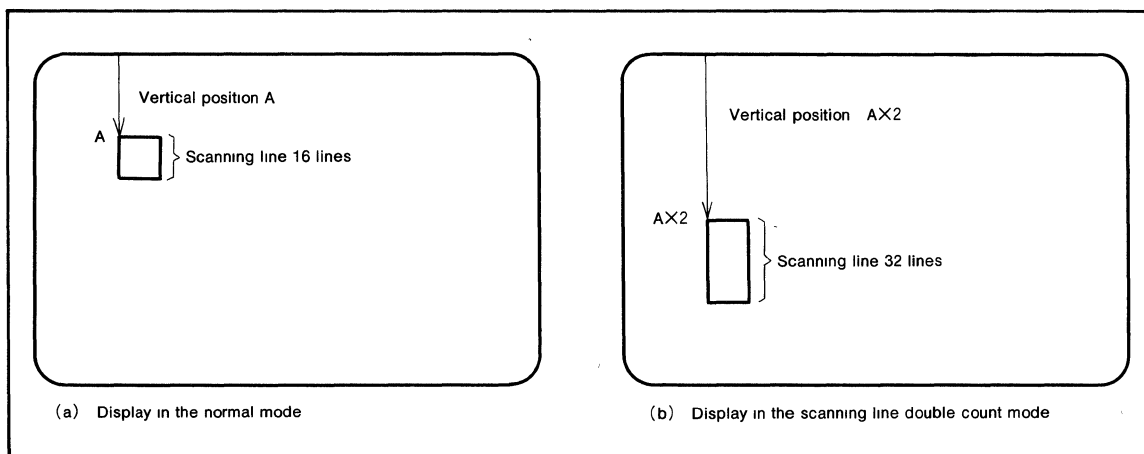 Vertical position A
A
Scanning line 16 lines
(a) Display in the normal mode
Vertical position A×2
A×2
Scanning line 32 lines
(b) Display in the scanning line double count mode